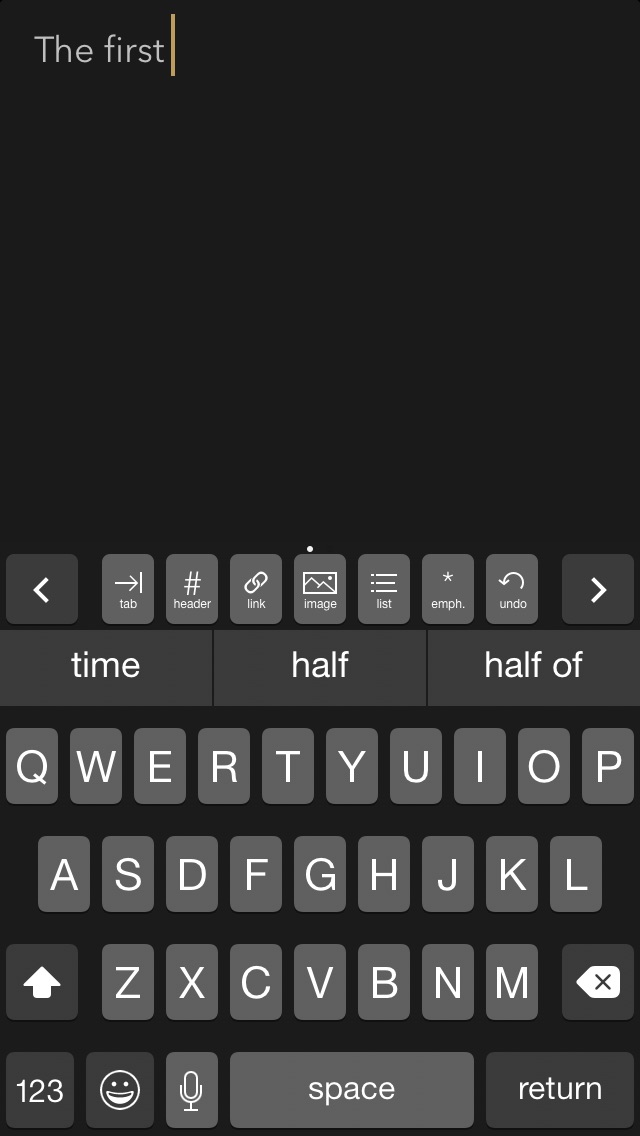 The first
tab # header link image list * emph. undo
time half half of
Q W E R T Y U I O P
A S D F G H J K L
Z X C V B N M
123 space return